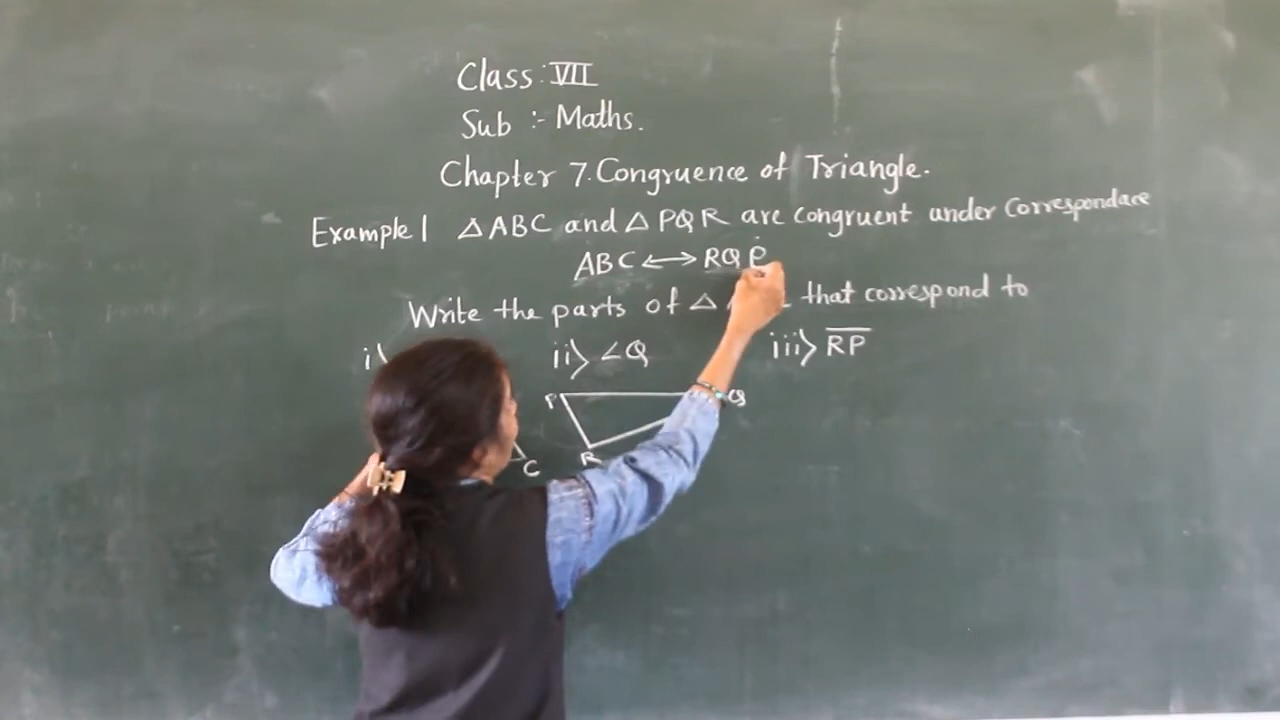 Class : VII
Sub :- Maths.
Chapter 7. Congruence of Triangle.
Example 1 △ABC and △PQR are congruent under Correspondace
ABC ⟷ RQP
Write the parts of △ that correspond to
i> ii> ∠Q iii> R̅P̅
P Q
C R